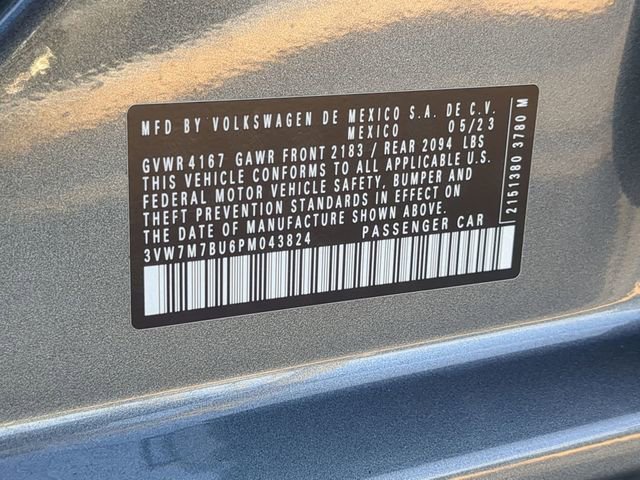 MFD BY VOLKSWAGEN DE MEXICO S.A. DE C.V.
MEXICO 05/23
GVWR 4167 GAWR FRONT 2183 / REAR 2094 LBS
THIS VEHICLE CONFORMS TO ALL APPLICABLE U.S.
FEDERAL MOTOR VEHICLE SAFETY, BUMPER AND
THEFT PREVENTION STANDARDS IN EFFECT ON
THE DATE OF MANUFACTURE SHOWN ABOVE.
3VW7M7BU6PM043824 PASSENGER CAR
2151380 3780 M